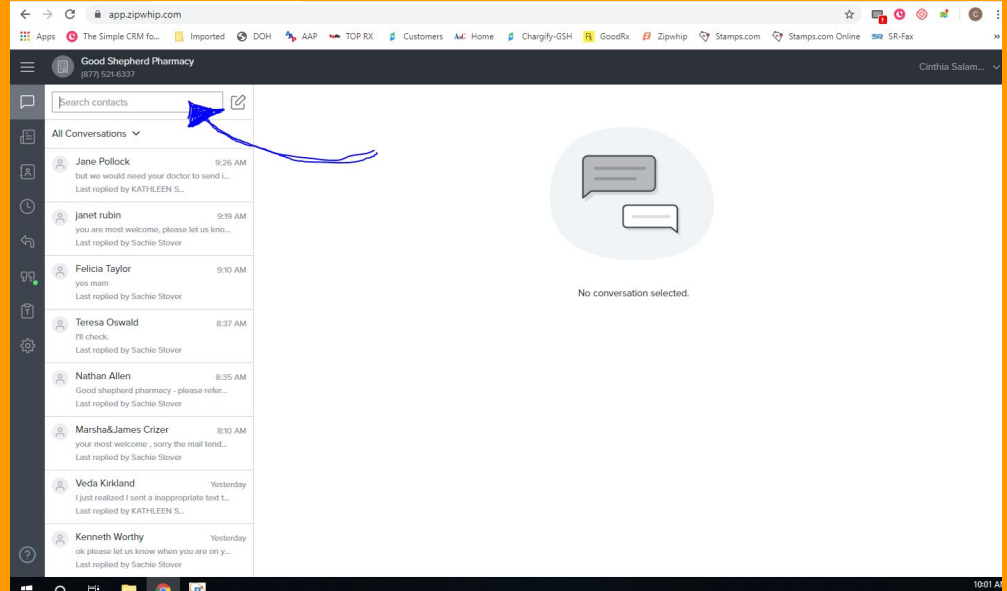 app.zipwhip.com
Apps The Simple CRM fo... Imported DOH AAP TOP RX Customers AoC Home Chargify-GSH GoodRx Zipwhip Stamps.com Stamps.com Online SR SR-Fax »
Good Shepherd Pharmacy
(877) 521-6337
Cinthia Salam...
Search contacts
All Conversations
Jane Pollock 9:26 AM
but we would need your doctor to send i...
Last replied by KATHLEEN S...
janet rubin 9:19 AM
you are most welcome, please let us kno...
Last replied by Sachie Stover
Felicia Taylor 9:10 AM
yes mam
Last replied by Sachie Stover
Teresa Oswald 8:37 AM
I'll check.
Last replied by Sachie Stover
Nathan Allen 8:35 AM
Good shepherd pharmacy - please refer...
Last replied by Sachie Stover
Marsha&James Crizer 8:10 AM
your most welcome , sorry the mail tend...
Last replied by Sachie Stover
Veda Kirkland Yesterday
I just realized I sent a inappropriate text t...
Last replied by KATHLEEN S...
Kenneth Worthy Yesterday
ok please let us know when you are on y...
Last replied by Sachie Stover
No conversation selected.
10:01 AM